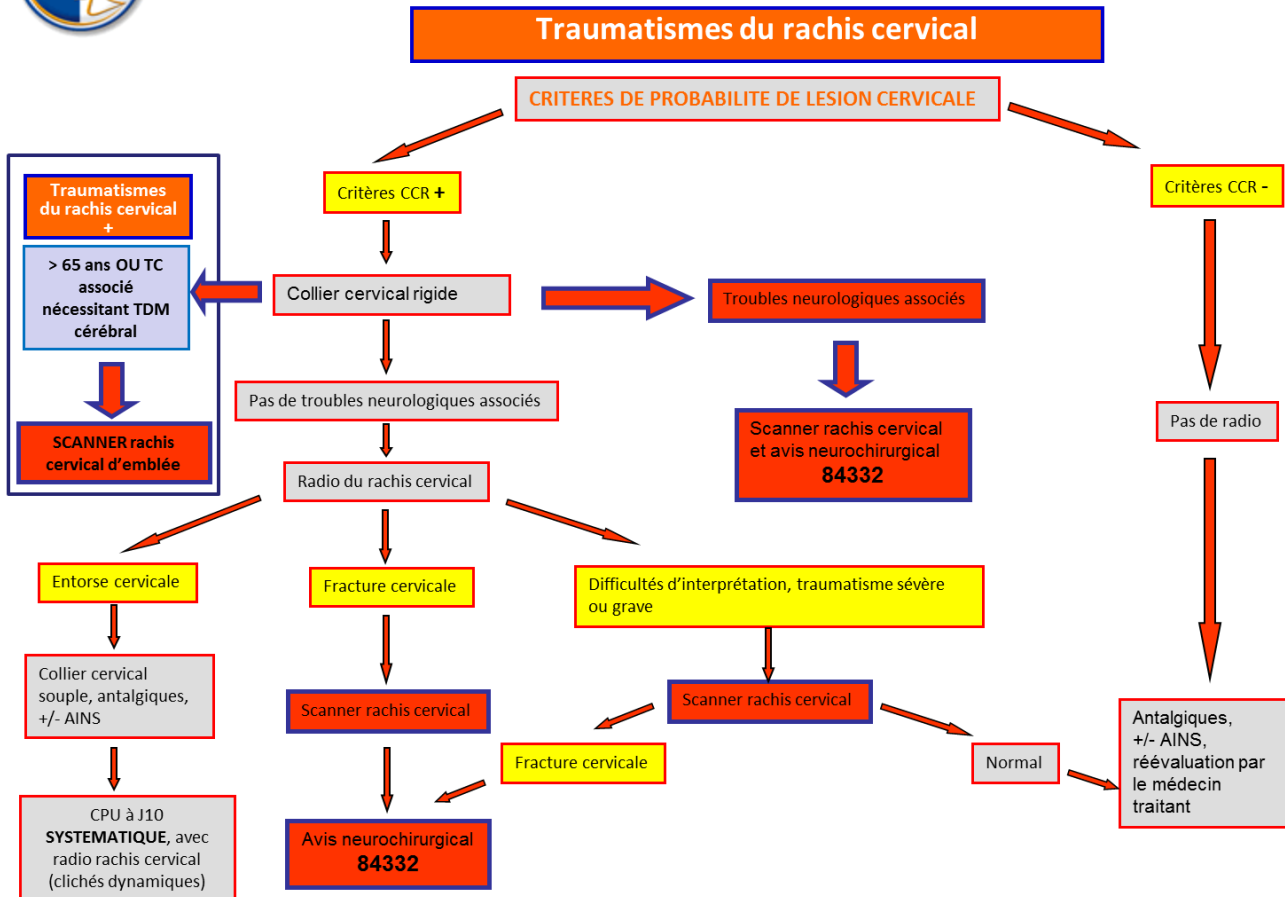 Traumatismes du rachis cervical
CRITERES DE PROBABILITE DE LESION CERVICALE
Traumatismes
du rachis cervical
+
> 65 ans OU TC
associé
nécessitant TDM
cérébral
SCANNER rachis
cervical d’emblée
Critères CCR +
Critères CCR -
Collier cervical rigide
Troubles neurologiques associés
Pas de troubles neurologiques associés
Scanner rachis cervical
et avis neurochirurgical
84332
Pas de radio
Radio du rachis cervical
Entorse cervicale
Fracture cervicale
Difficultés d’interprétation, traumatisme sévère
ou grave
Collier cervical
souple, antalgiques,
+/- AINS
Scanner rachis cervical
Scanner rachis cervical
Fracture cervicale
Normal
Antalgiques,
+/- AINS,
réévaluation par
le médecin
traitant
CPU à J10
SYSTEMATIQUE, avec
radio rachis cervical
(clichés dynamiques)
Avis neurochirurgical
84332